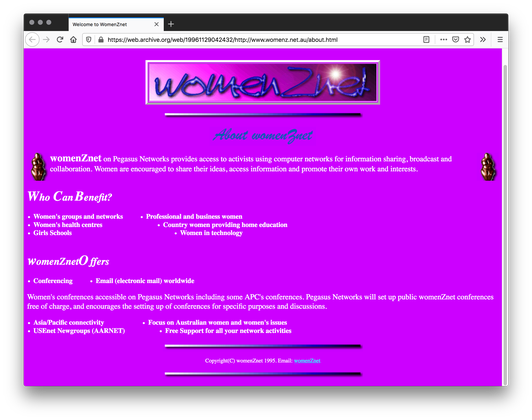 Welcome to WomenZnet
https://web.archive.org/web/19961129042432/http://www.womenz.net.au/about.html
womenZnet
About womenZnet
womenZnet on Pegasus Networks provides access to activists using computer networks for information sharing, broadcast and
collaboration. Women are encouraged to share their ideas, access information and promote their own work and interests.
Who Can Benefit?
• Women's groups and networks • Professional and business women
• Women's health centres • Country women providing home education
• Girls Schools • Women in technology
WomenZnetOffers
• Conferencing • Email (electronic mail) worldwide
Women's conferences accessible on Pegasus Networks including some APC's conferences. Pegasus Networks will set up public womenZnet conferences
free of charge, and encourages the setting up of conferences for specific purposes and discussions.
• Asia/Pacific connectivity • Focus on Australian women and women's issues
• USEnet Newgroups (AARNET) • Free Support for all your network activities
Copyright(C) womenZnet 1995. Email: womenZnet